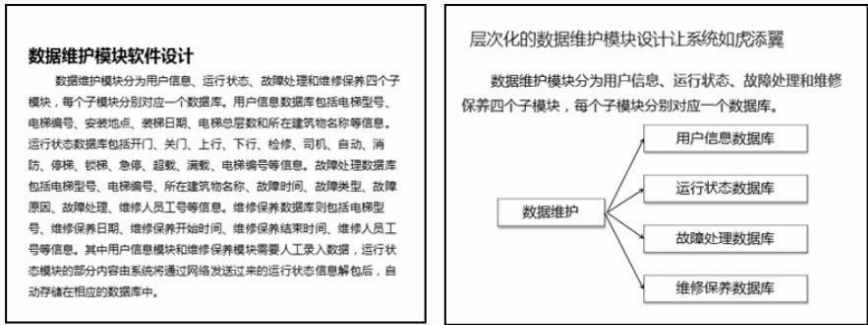 数据维护模块软件设计
数据维护模块分为用户信息、运行状态、故障处理和维修保养四个子
模块，每个子模块分别对应一个数据库。用户信息数据库包括电梯型号、
电梯编号、安装地点、装梯日期、电梯总层数和所在建筑物名称等信息。
运行状态数据库包括开门、关门、上行、下行、检修、司机、自动、消
防、停梯、锁梯、急停、超载、满载、电梯编号等信息。故障处理数据库
包括电梯型号、电梯编号、所在建筑物名称、故障时间、故障类型、故障
原因、故障处理、维修人员工号等信息。维修保养数据库则包括电梯型
号、维修保养日期、维修保养开始时间、维修保养结束时间、维修人员工
号等信息。其中用户信息模块和维修保养模块需要人工录入数据，运行状
态模块的部分内容由系统将通过网络发送过来的运行状态信息解包后，自
动存储在相应的数据库中。
层次化的数据维护模块设计让系统如虎添翼
数据维护模块分为用户信息、运行状态、故障处理和维修
保养四个子模块，每个子模块分别对应一个数据库。
数据维护
用户信息数据库
运行状态数据库
故障处理数据库
维修保养数据库